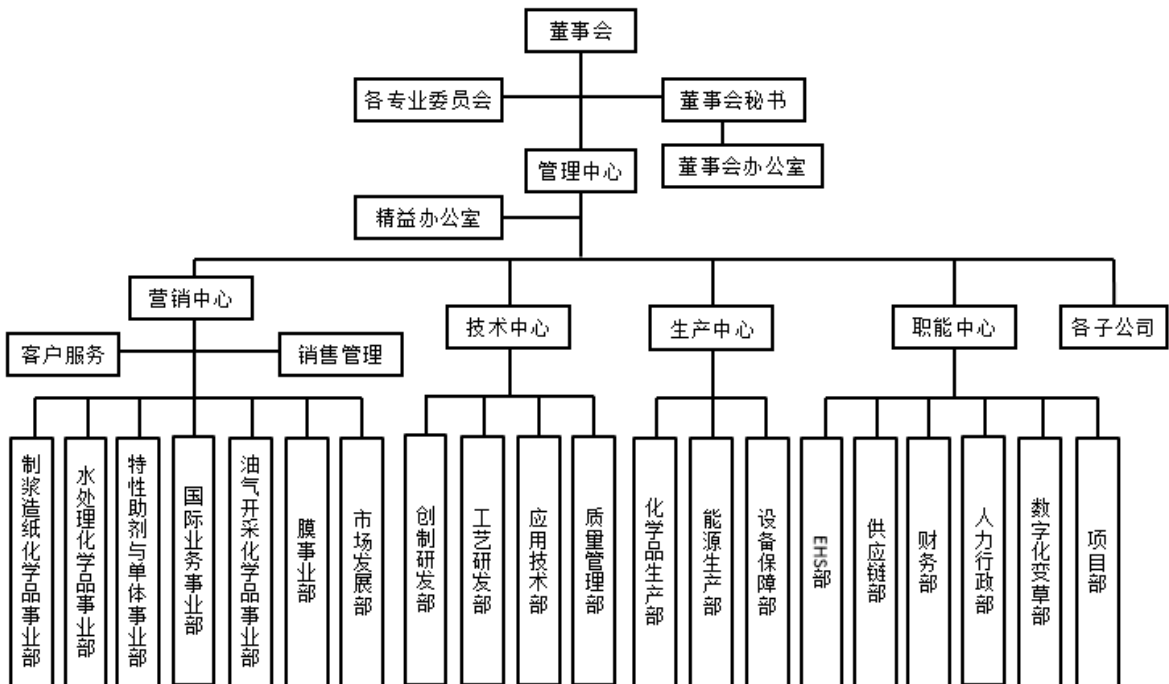 董事会
各专业委员会
董事会秘书
董事会办公室
管理中心
精益办公室
营销中心
技术中心
生产中心
职能中心
各子公司
客户服务
销售管理
制浆造纸化学品事业部
水处理化学品事业部
特性助剂与单体事业部
国际业务事业部
油气开采化学品事业部
膜事业部
市场发展部
创制研发部
工艺研发部
应用技术部
质量管理部
化学品生产部
能源生产部
设备保障部
EHS部
供应链部
财务部
人力行政部
数字化变草部
项目部